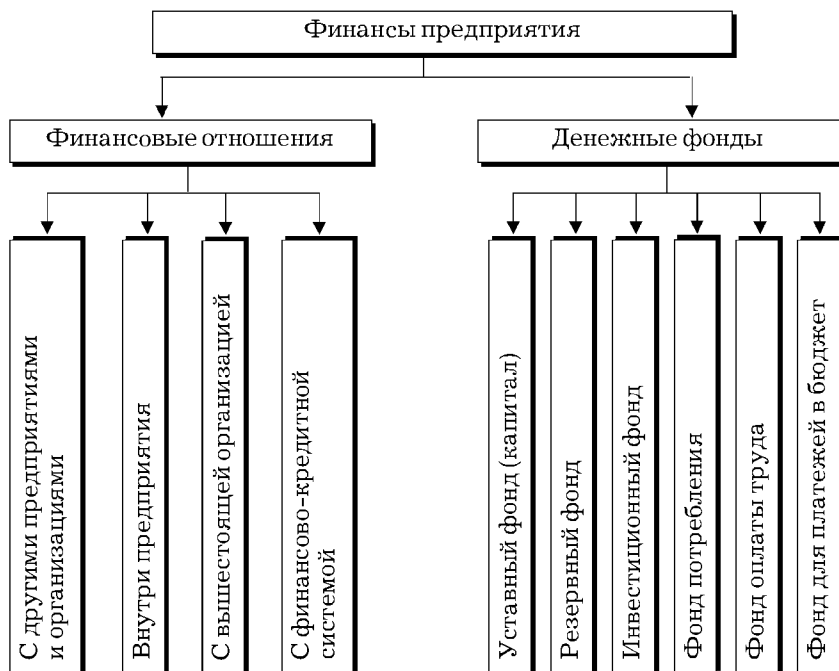 Финансы предприятия
Финансовые отношения
Денежные фонды
С другими предприятиями
и организациями
Внутри предприятия
С вышестоящей организацией
С финансово-кредитной
системой
Уставный фонд (капитал)
Резервный фонд
Инвестиционный фонд
Фонд потребления
Фонд оплаты труда
Фонд для платежей в бюджет